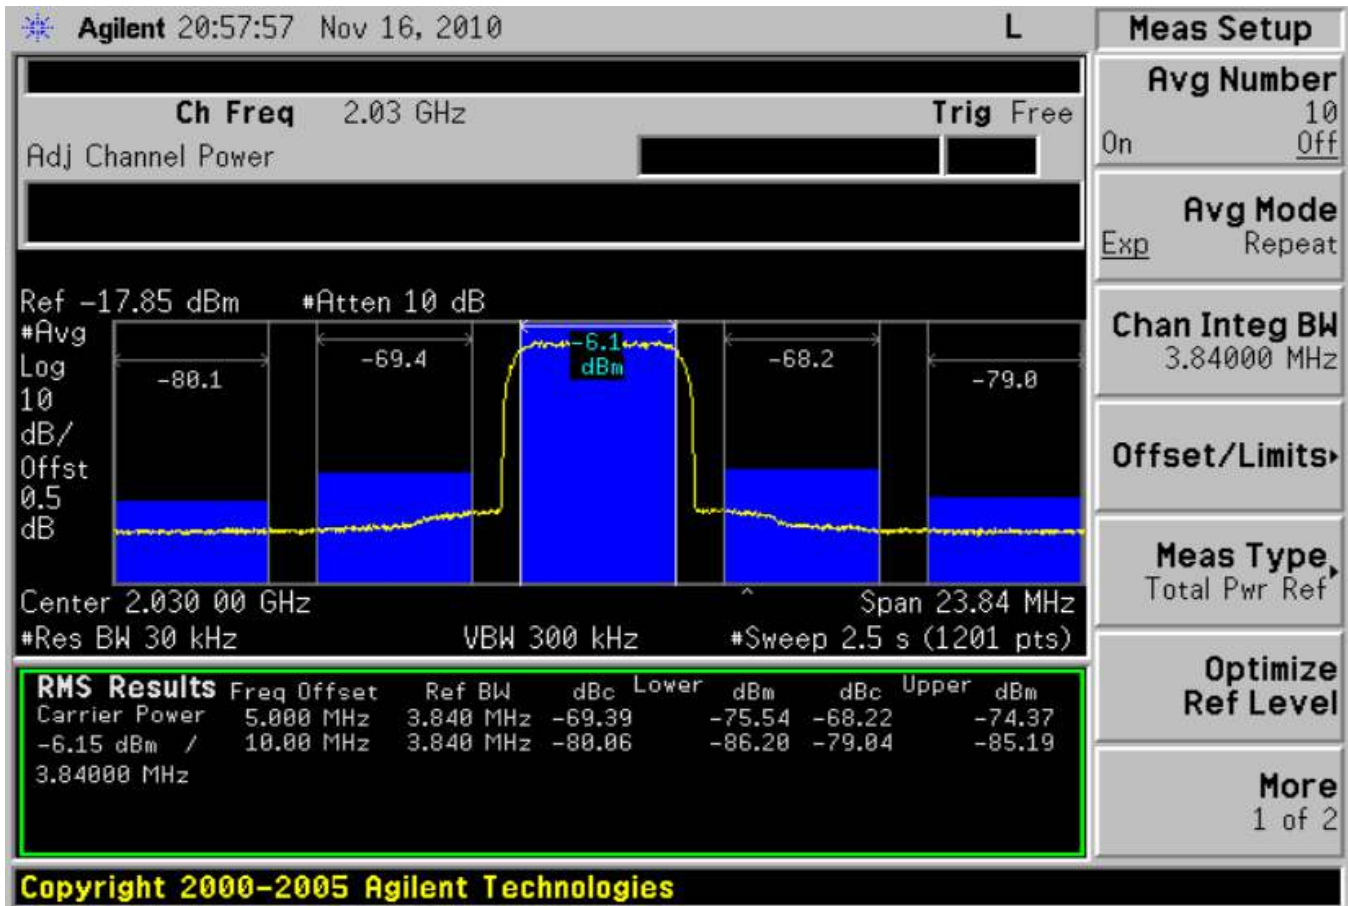 Agilent 20:57:57 Nov 16, 2010 L
Ch Freq 2.03 GHz Trig Free
Adj Channel Power
Ref -17.85 dBm #Atten 10 dB
#Avg
Log
10
dB/
Offst
0.5
dB
-80.1
-69.4
-6.1
dBm
-68.2
-79.0
Center 2.030 00 GHz Span 23.84 MHz
#Res BW 30 kHz VBW 300 kHz #Sweep 2.5 s (1201 pts)
RMS Results Freq Offset Ref BW dBc Lower dBm dBc Upper dBm
Carrier Power 5.000 MHz 3.840 MHz -69.39 -75.54 -68.22 -74.37
-6.15 dBm / 10.00 MHz 3.840 MHz -80.06 -86.20 -79.04 -85.19
3.84000 MHz
Copyright 2000-2005 Agilent Technologies
Meas Setup
Avg Number
10
On Off
Avg Mode
Exp Repeat
Chan Integ BW
3.84000 MHz
Offset/Limits
Meas Type
Total Pwr Ref
Optimize
Ref Level
More
1 of 2